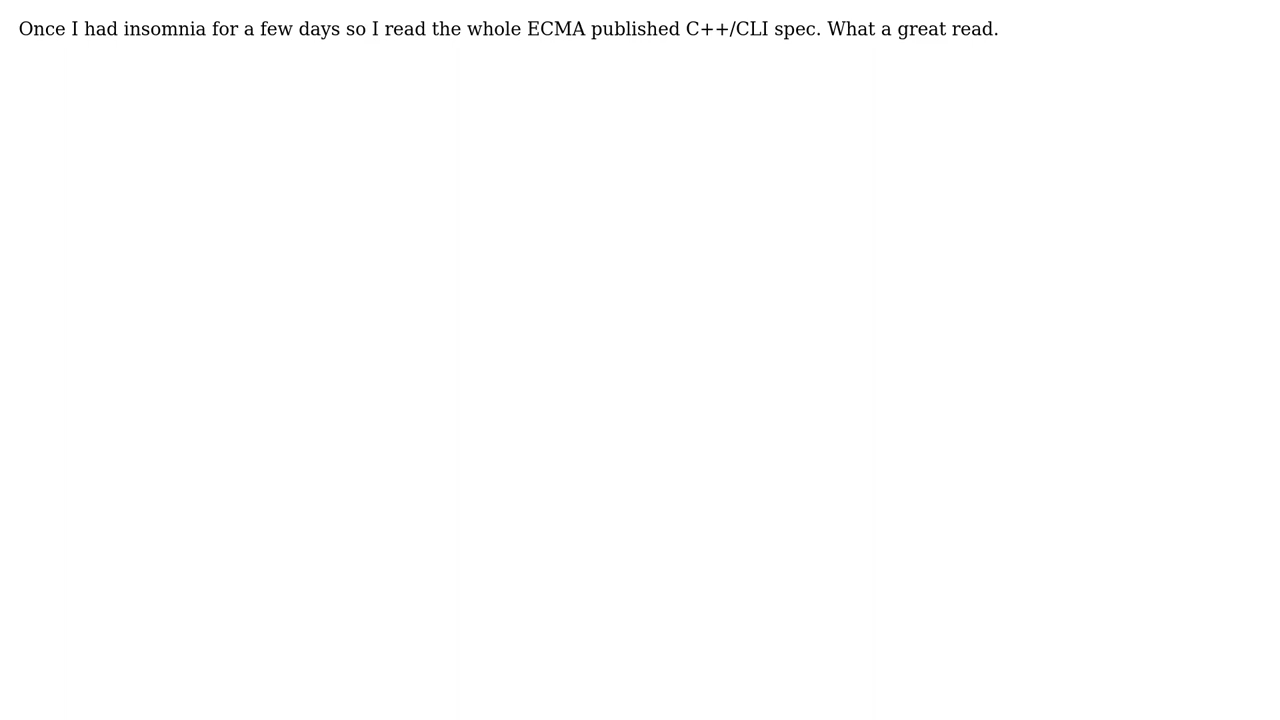 Once I had insomnia for a few days so I read the whole ECMA published C++/CLI spec. What a great read.